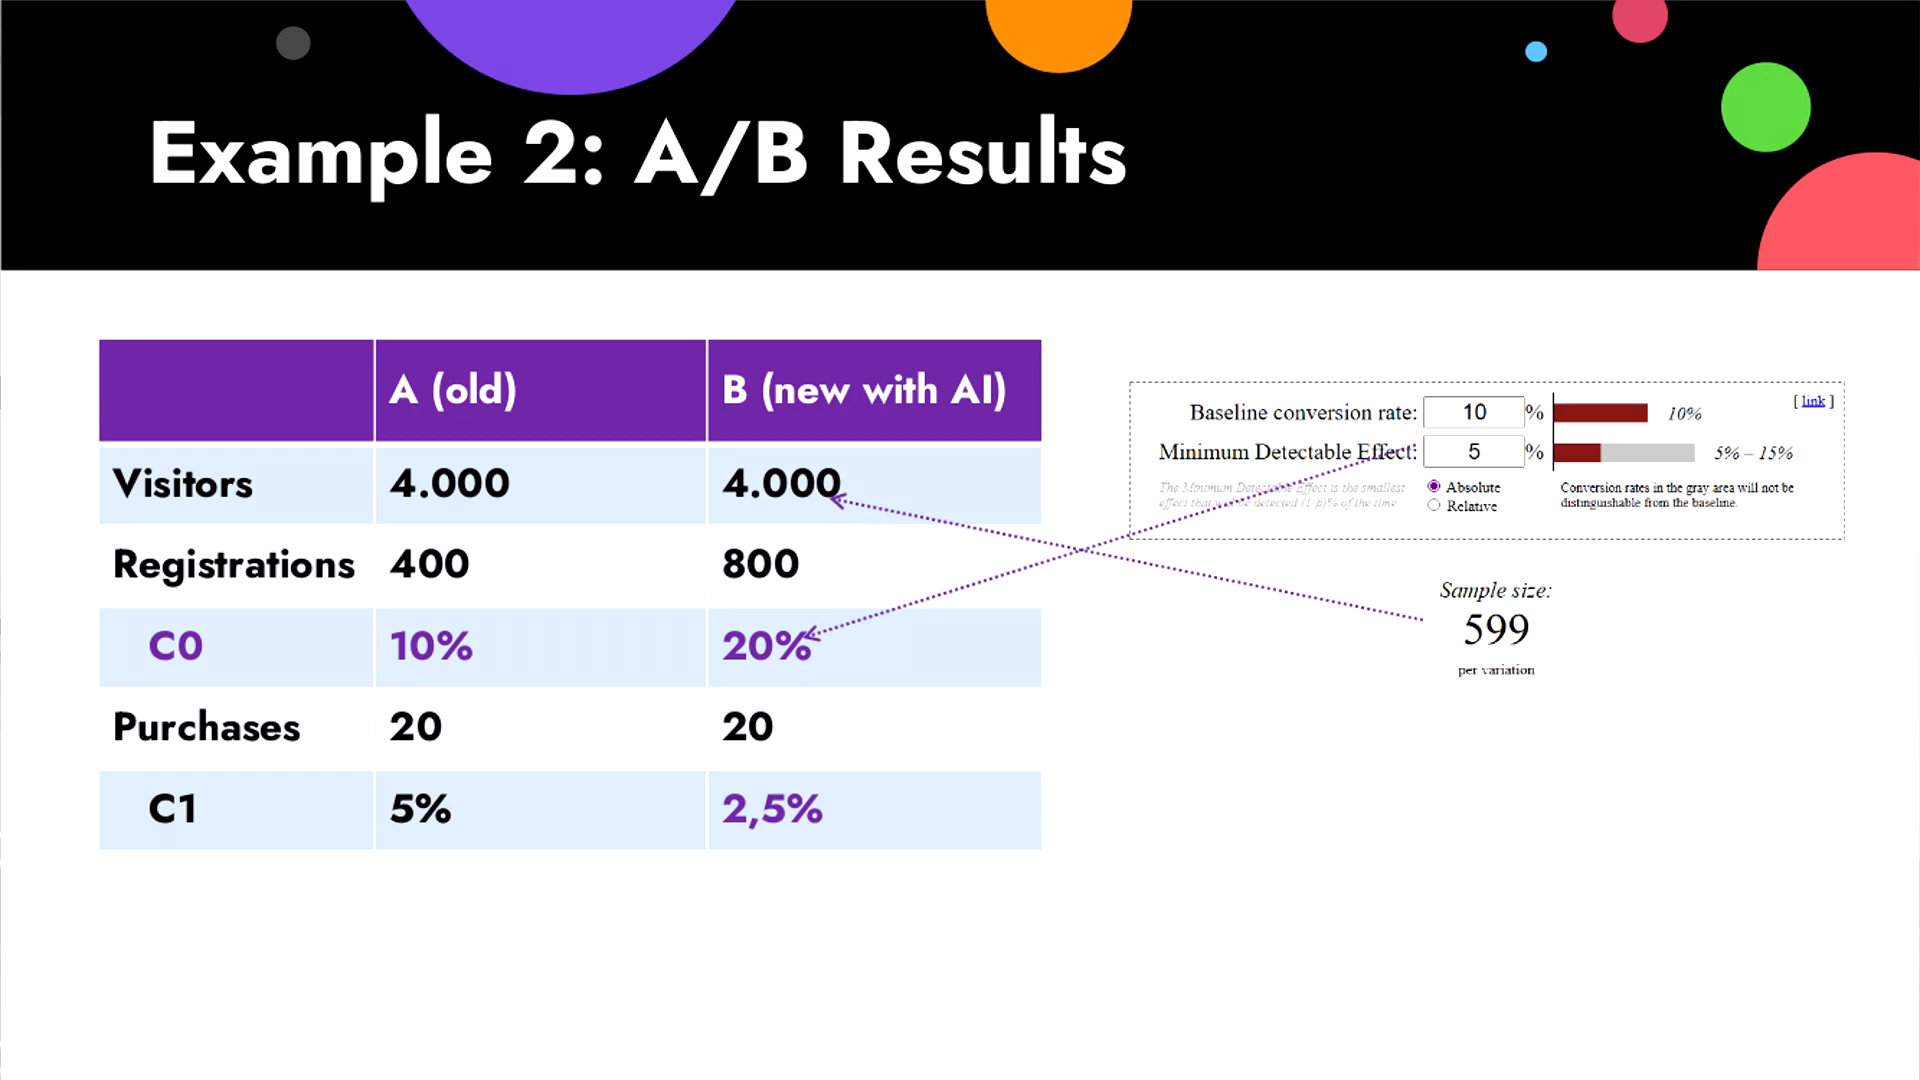 Example 2: A/B Results
A (old) B (new with AI)
Visitors 4.000 4.000
Registrations 400 800
C0 10% 20%
Purchases 20 20
C1 5% 2,5%
Baseline conversion rate: 10 % 10% [ link ]
Minimum Detectable Effect: 5 % 5% – 15%
The Minimum Detectable Effect is the smallest
effect that will be detected (1-β)% of the time
Absolute
Relative
Conversion rates in the gray area will not be
distinguishable from the baseline.
Sample size:
599
per variation